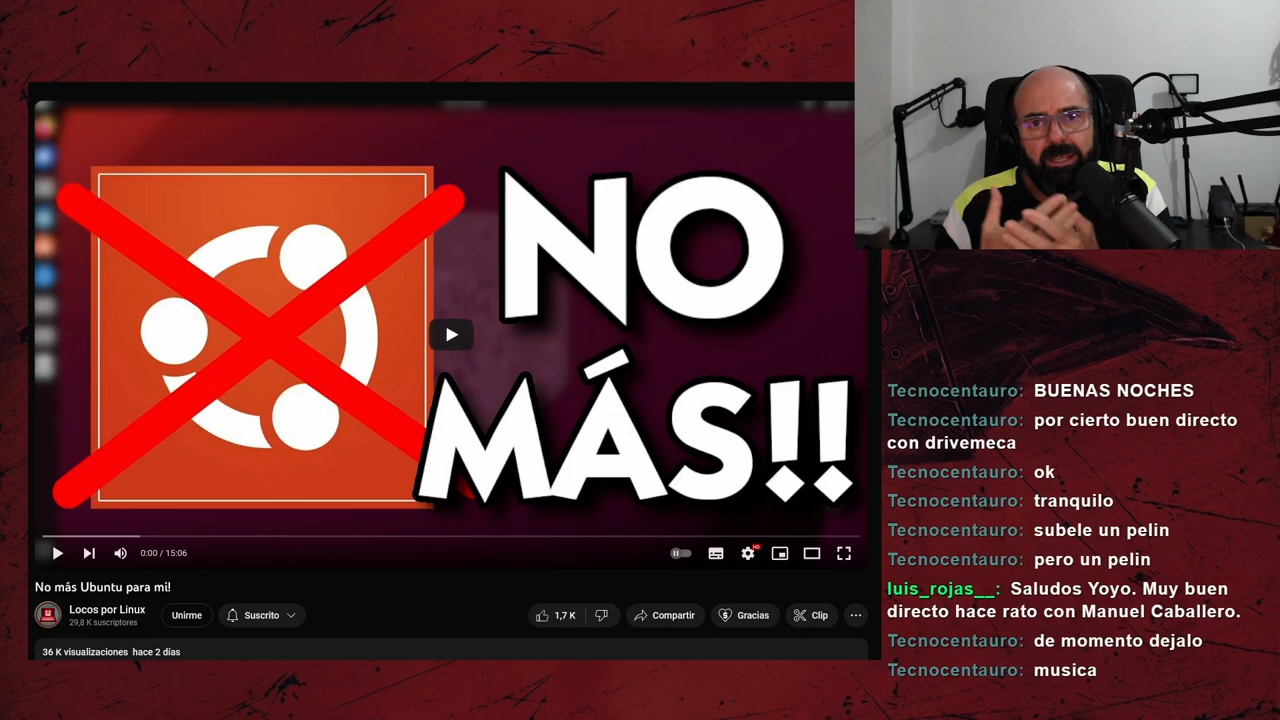 NO
MÁS!!
0:00 / 15:06
HD
No más Ubuntu para mi!
Locos por Linux
29,8 K suscriptores
Unirme
Suscrito
1,7 K
Compartir
Gracias
Clip
36 K visualizaciones hace 2 días
Tecnocentauro: BUENAS NOCHES
Tecnocentauro: por cierto buen directo
con drivemeca
Tecnocentauro: ok
Tecnocentauro: tranquilo
Tecnocentauro: subele un pelin
Tecnocentauro: pero un pelin
luis_rojas__: Saludos Yoyo. Muy buen
directo hace rato con Manuel Caballero.
Tecnocentauro: de momento dejalo
Tecnocentauro: musica